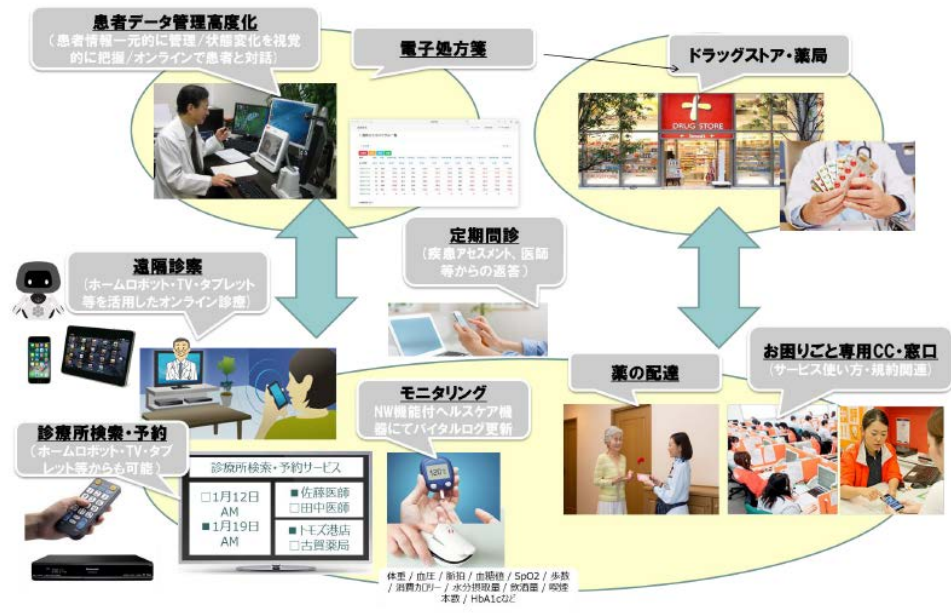 患者データ管理高度化
(患者情報一元的に管理/状態変化を視覚
的に把握/オンラインで患者と対話)
電子処方箋
ドラッグストア・薬局
DRUG STORE
定期問診
(疾患アセスメント、医師
等からの返答)
遠隔診察
(ホームロボット・TV・タブレット
等を活用したオンライン診療)
お困りごと専用CC・窓口
(サービス使い方・規約関連)
薬の配達
モニタリング
NW機能付ヘルスケア機
器にてバイタルログ更新
診療所検索・予約
(ホームロボット・TV・タブ
レット等からも可能)
診療所検索・予約サービス
□1月12日
AM
■1月19日
AM
■佐藤医師
□田中医師
■トモズ港店
□古賀薬局
体重 / 血圧 / 脈拍 / 血糖値 / SpO2 / 歩数
/ 消費カロリー / 水分摂取量 / 飲酒量 / 喫煙
本数 / HbA1cなど